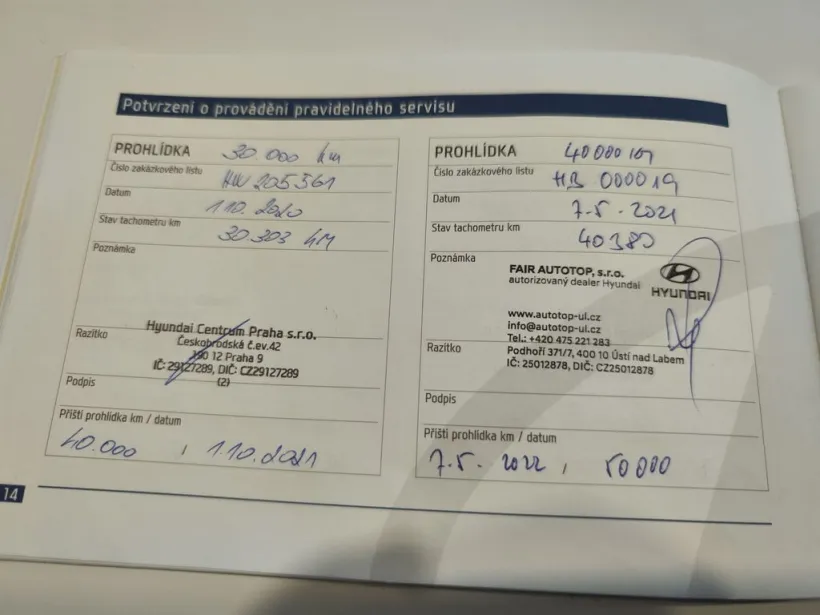 Potvrzení o provádění pravidelného servisu
PROHLÍDKA 30.000 km
Číslo zakázkového listu HW 205561
Datum 1.10.2020
Stav tachometru km 30 303 KM
Poznámka
Razítko
Hyundai Centrum Praha s.r.o.
Českobrodská č.ev.42
190 12 Praha 9
IČ: 29127289, DIČ: CZ29127289
(2)
Podpis
Příští prohlídka km / datum
40.000 , 1.10.2021
PROHLÍDKA 40000
Číslo zakázkového listu HB 000019
Datum 7.5.2021
Stav tachometru km 40380
Poznámka
FAIR AUTOTOP, s.r.o.
autorizovaný dealer Hyundai
HYUNDAI
www.autotop-ul.cz
info@autotop-ul.cz
Tel.: +420 475 221 283
Razítko
Podhoří 371/7, 400 10 Ústí nad Labem
IČ: 25012878, DIČ: CZ25012878
Podpis
Příští prohlídka km / datum
7.5.2022 , 50000
14